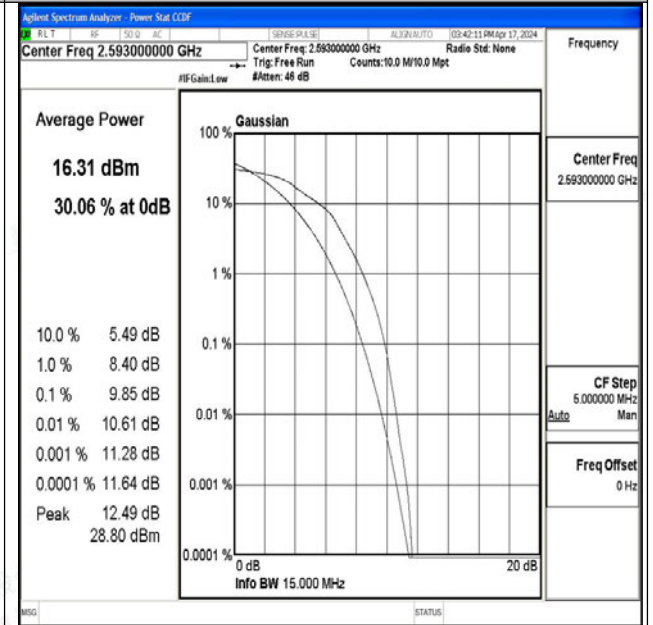 Agilent Spectrum Analyzer - Power Stat CCDF
RL T RF 50 Ω AC SENSE:PULSE ALIGNAUTO 03:42:11 PM Apr 17, 2024
Center Freq 2.593000000 GHz
Center Freq: 2.593000000 GHz Radio Std: None
Trig: Free Run Counts:10.0 M/10.0 Mpt
#IFGain:Low #Atten: 46 dB
Frequency
Average Power
16.31 dBm
30.06 % at 0dB
10.0 % 5.49 dB
1.0 % 8.40 dB
0.1 % 9.85 dB
0.01 % 10.61 dB
0.001 % 11.28 dB
0.0001 % 11.64 dB
Peak 12.49 dB
28.80 dBm
Gaussian
100 %
10 %
1 %
0.1 %
0.01 %
0.001 %
0.0001 %
0 dB 20 dB
Info BW 15.000 MHz
Center Freq
2.593000000 GHz
CF Step
5.000000 MHz
Auto Man
Freq Offset
0 Hz
MSG STATUS